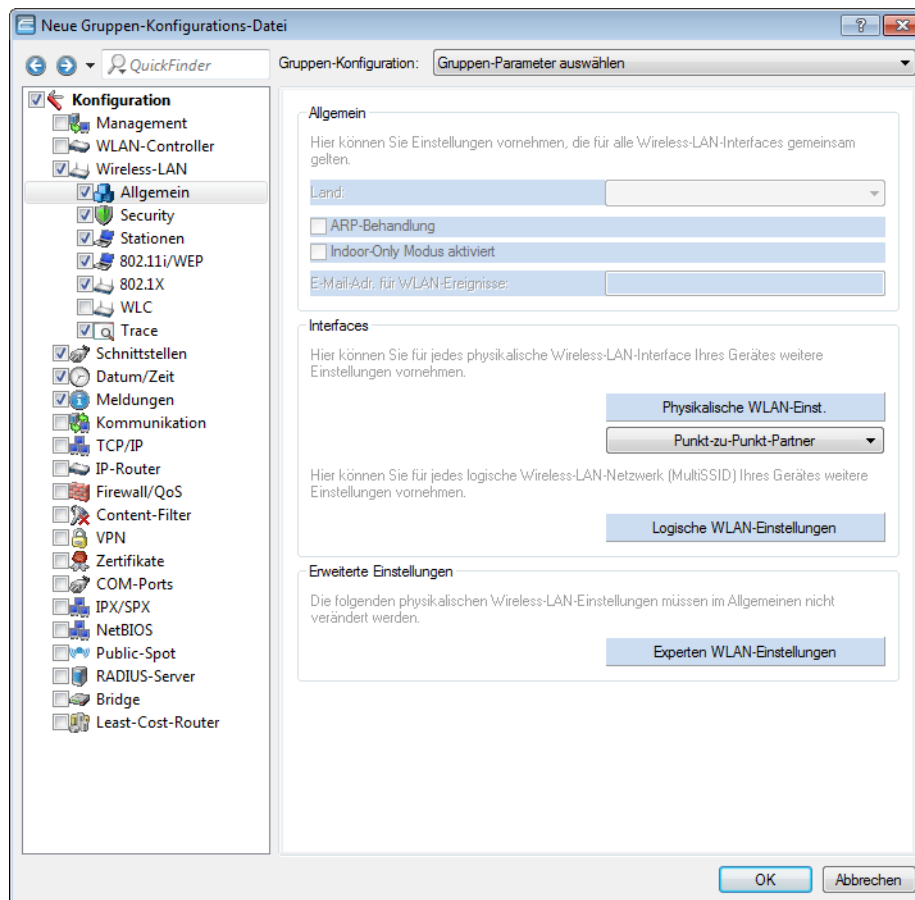 Neue Gruppen-Konfigurations-Datei
QuickFinder
Gruppen-Konfiguration:
Gruppen-Parameter auswählen
Konfiguration
Management
WLAN-Controller
Wireless-LAN
Allgemein
Security
Stationen
802.11i/WEP
802.1X
WLC
Trace
Schnittstellen
Datum/Zeit
Meldungen
Kommunikation
TCP/IP
IP-Router
Firewall/QoS
Content-Filter
VPN
Zertifikate
COM-Ports
IPX/SPX
NetBIOS
Public-Spot
RADIUS-Server
Bridge
Least-Cost-Router
Allgemein
Hier können Sie Einstellungen vornehmen, die für alle Wireless-LAN-Interfaces gemeinsam
gelten.
Land:
ARP-Behandlung
Indoor-Only Modus aktiviert
E-Mail-Adr. für WLAN-Ereignisse:
Interfaces
Hier können Sie für jedes physikalische Wireless-LAN-Interface Ihres Gerätes weitere
Einstellungen vornehmen.
Physikalische WLAN-Einst.
Punkt-zu-Punkt-Partner
Hier können Sie für jedes logische Wireless-LAN-Netzwerk (MultiSSID) Ihres Gerätes weitere
Einstellungen vornehmen.
Logische WLAN-Einstellungen
Erweiterte Einstellungen
Die folgenden physikalischen Wireless-LAN-Einstellungen müssen im Allgemeinen nicht
verändert werden.
Experten WLAN-Einstellungen
OK
Abbrechen